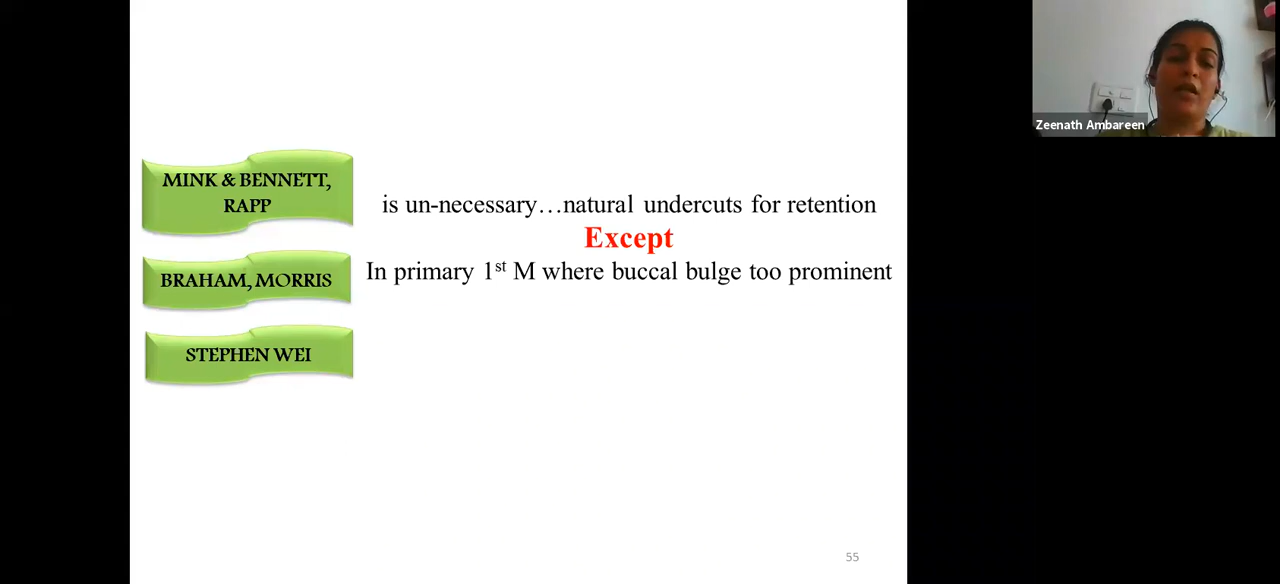 MINK & BENNETT,
RAPP
is un-necessary...natural undercuts for retention
Except
In primary 1st M where buccal bulge too prominent
BRAHAM, MORRIS
STEPHEN WEI
55
Zeenath Ambareen